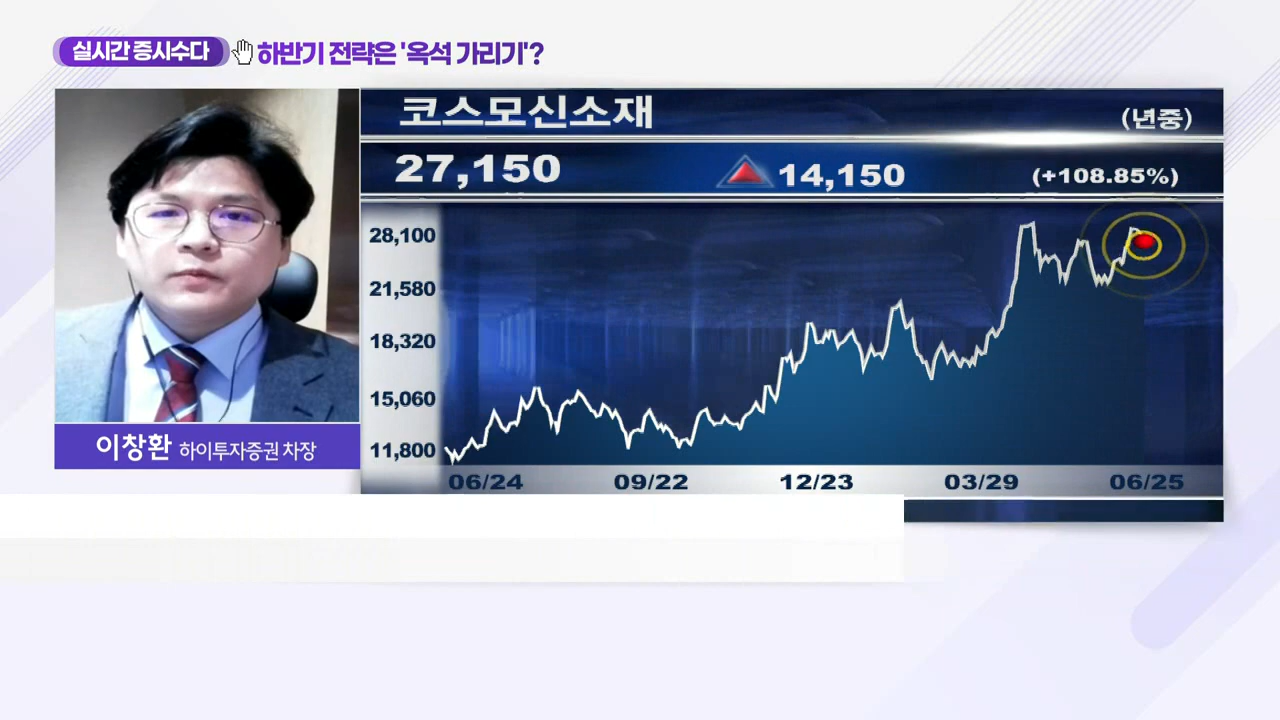 실시간 증시수다 하반기 전략은 '옥석 가리기'?
코스모신소재 (년중)
27,150 ▲ 14,150 (+108.85%)
28,100
21,580
18,320
15,060
11,800
06/24 09/22 12/23 03/29 06/25
이창환 하이투자증권 차장